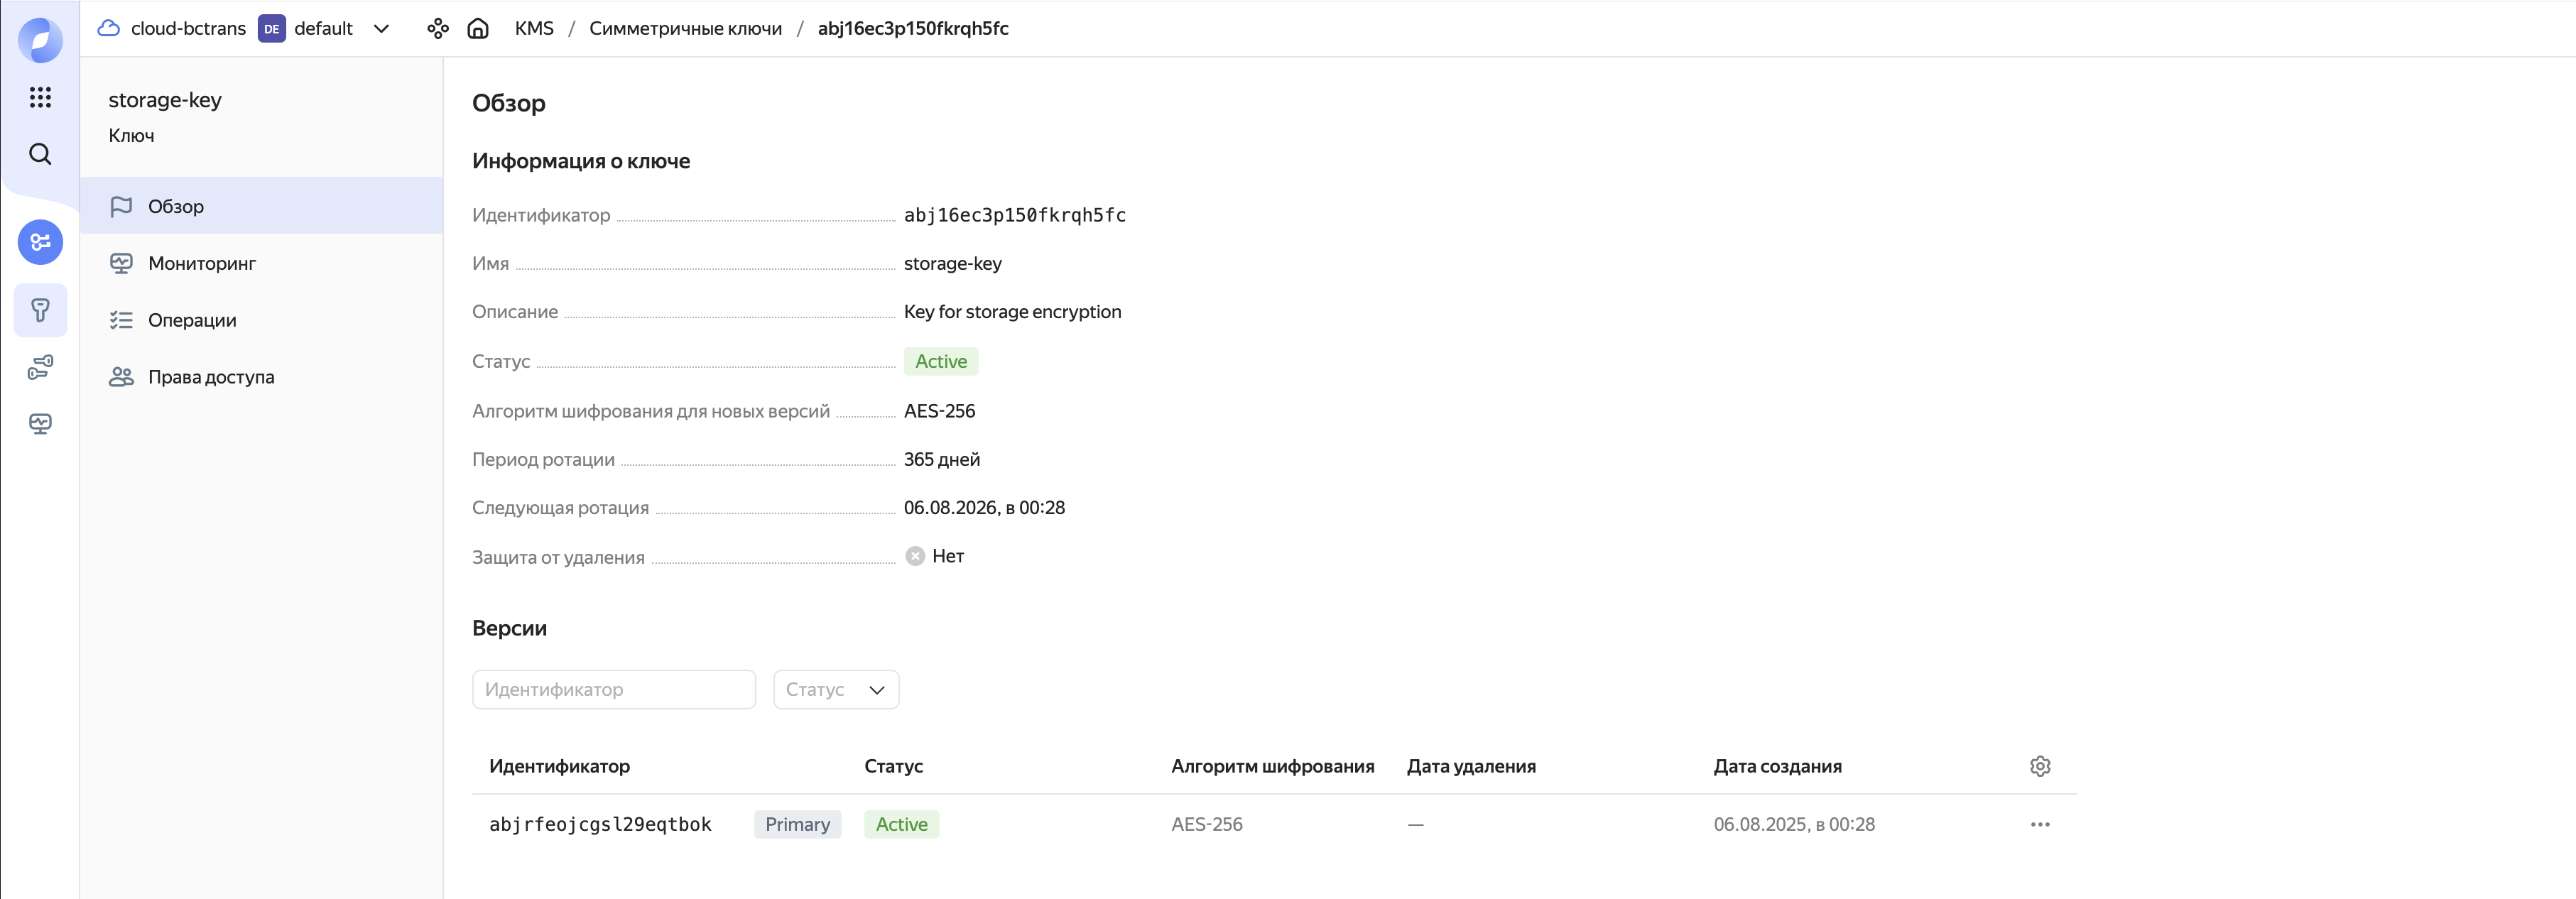 cloud-bctrans DE default KMS / Симметричные ключи / abj16ec3p150fkrqh5fc
storage-key
Ключ
Обзор
Мониторинг
Операции
Права доступа
Обзор
Информация о ключе
Идентификатор abj16ec3p150fkrqh5fc
Имя storage-key
Описание Key for storage encryption
Статус Active
Алгоритм шифрования для новых версий AES-256
Период ротации 365 дней
Следующая ротация 06.08.2026, в 00:28
Защита от удаления Нет
Версии
Идентификатор Статус
Идентификатор Статус Алгоритм шифрования Дата удаления Дата создания
abjrfeojcgsl29eqtbok Primary Active AES-256 — 06.08.2025, в 00:28